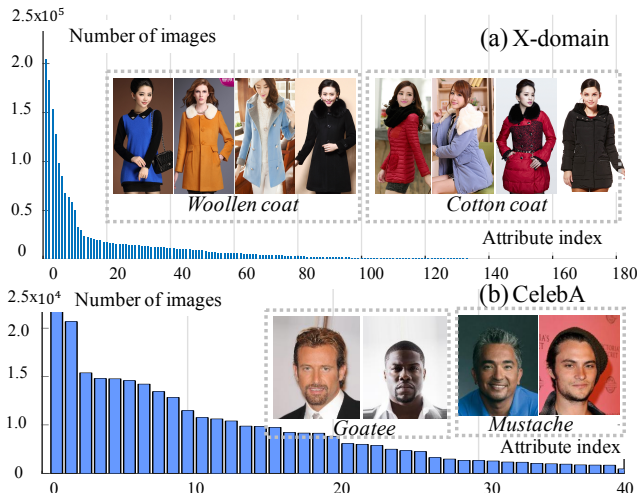 2.5x10⁵
Number of images
(a) X-domain
2.0
1.0
1.5
0.5
0
Woollen coat
Cotton coat
Attribute index
0 20 40 60 80 100 120 140 160 180
2.5x10⁴
Number of images
(b) CelebA
2.0
1.5
1.0
0.5
0
Goatee
Mustache
Attribute index
0 10 20 30 40